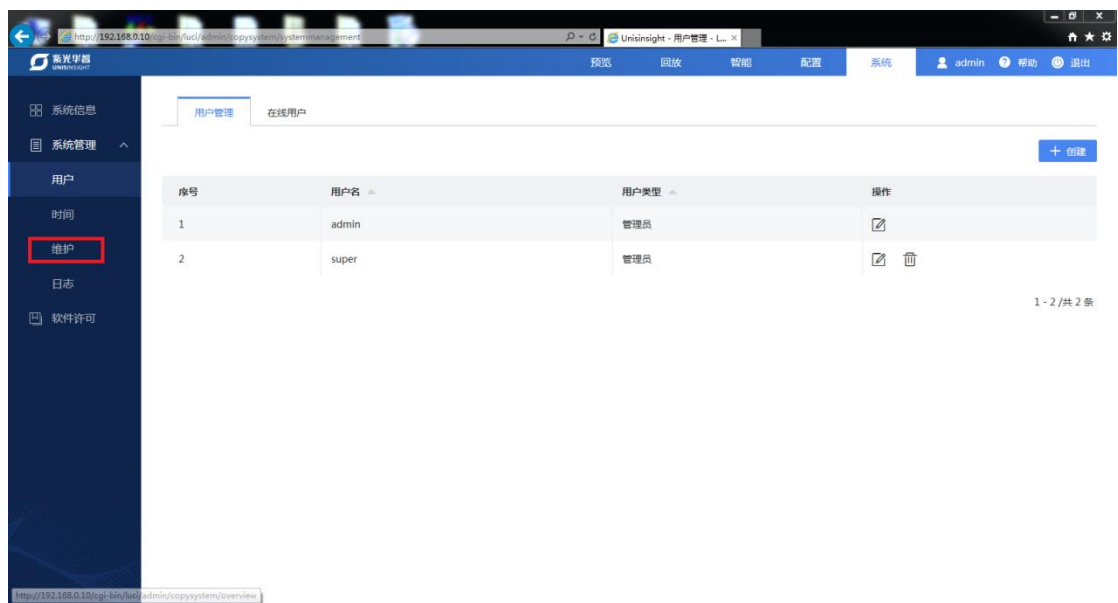 http://192.168.0.10/cgi-bin/luci/admin/copysystem/systemmanagement
Unisinsight - 用户管理 - L...
紫光华智
UNISINSIGHT
预览 回放 智能 配置 系统 admin 帮助 退出
系统信息
系统管理
用户
时间
维护
日志
软件许可
用户管理 在线用户
创建
序号 用户名 用户类型 操作
1 admin 管理员
2 super 管理员
1 - 2 /共 2 条
http://192.168.0.10/cgi-bin/luci/admin/copysystem/overview